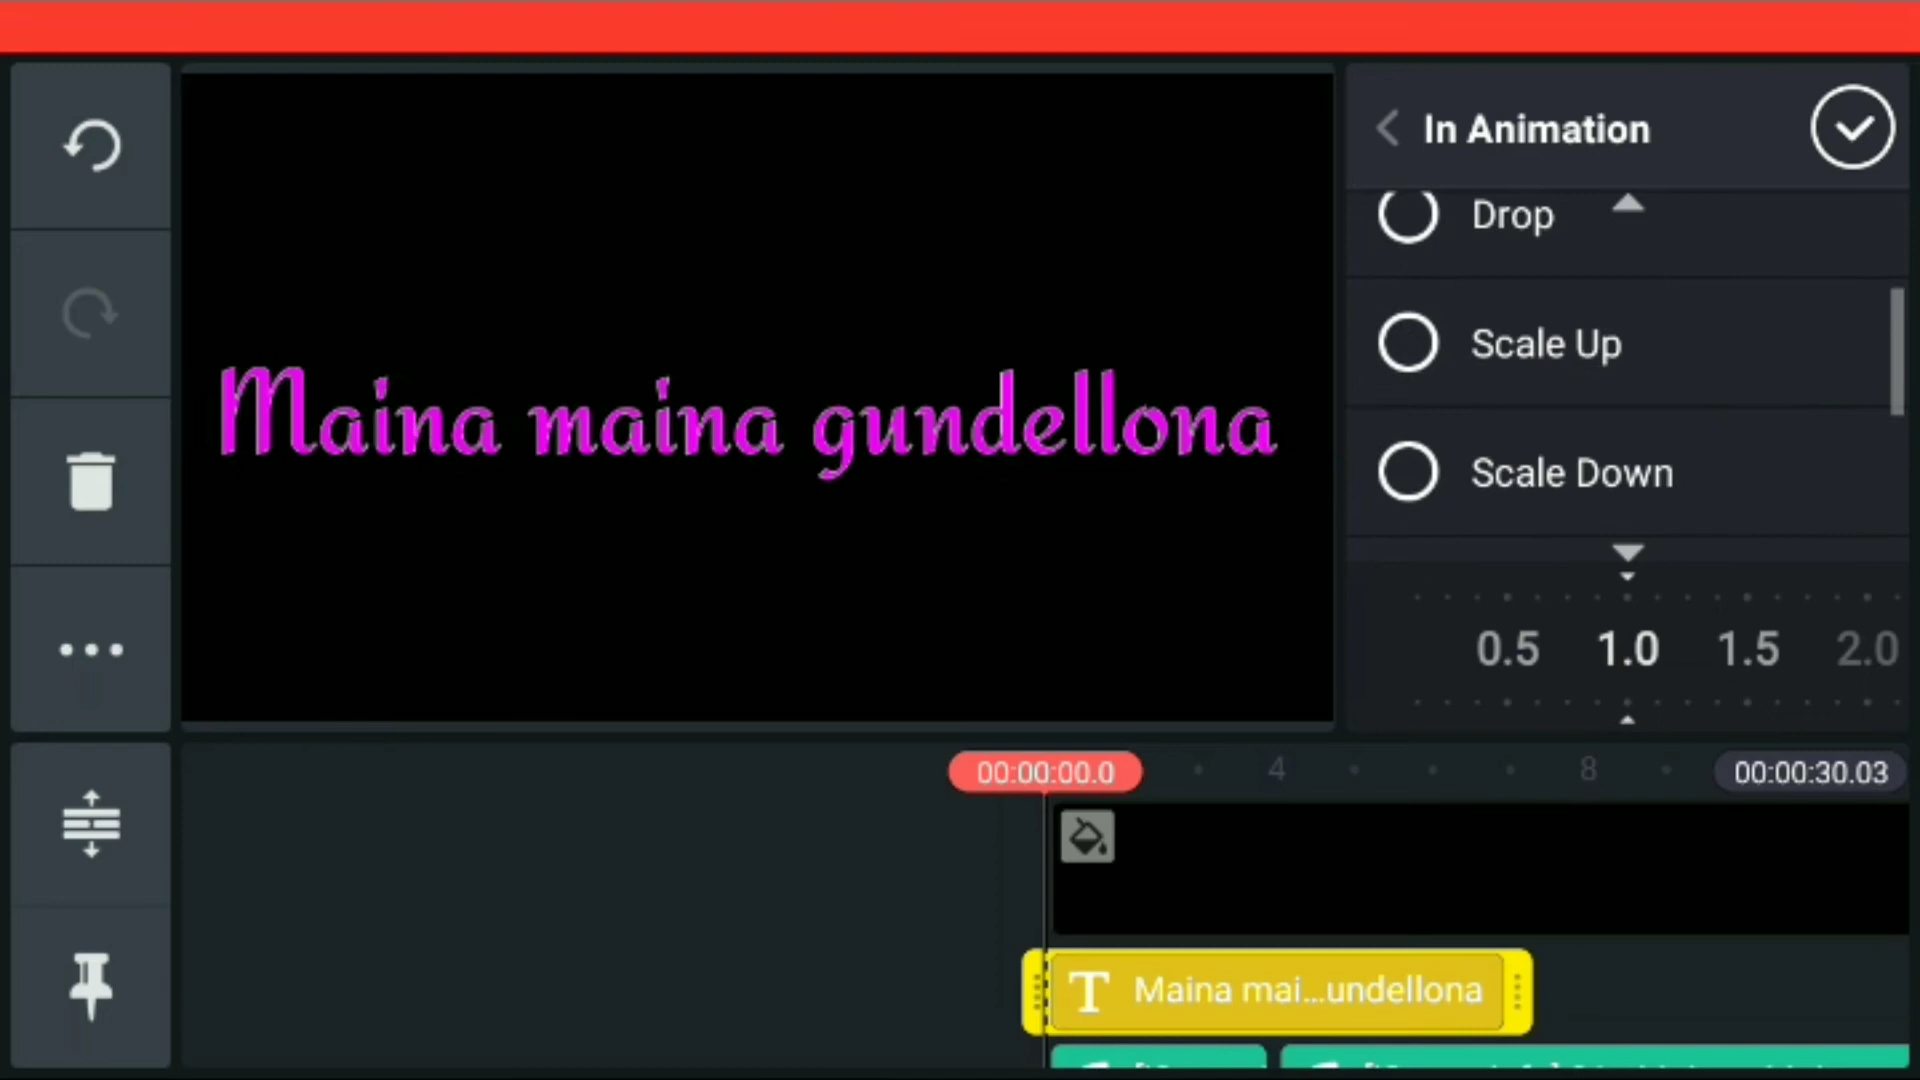 In Animation
Drop
Scale Up
Maina maina gundellona
Scale Down
0.5 1.0 1.5 2.0
00:00:00.0 4 8 00:00:30.03
T Maina mai...undellona